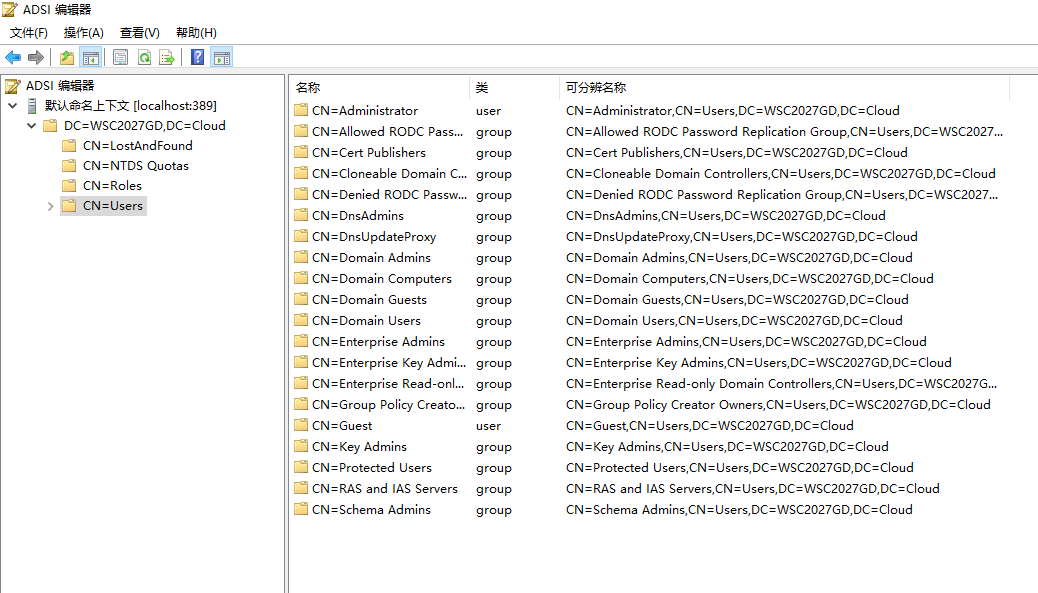 ADSI 编辑器
文件(F) 操作(A) 查看(V) 帮助(H)
ADSI 编辑器
默认命名上下文 [localhost:389]
DC=WSC2027GD,DC=Cloud
CN=LostAndFound
CN=NTDS Quotas
CN=Roles
CN=Users
名称 类 可分辨名称
CN=Administrator user CN=Administrator,CN=Users,DC=WSC2027GD,DC=Cloud
CN=Allowed RODC Pass... group CN=Allowed RODC Password Replication Group,CN=Users,DC=WSC2027...
CN=Cert Publishers group CN=Cert Publishers,CN=Users,DC=WSC2027GD,DC=Cloud
CN=Cloneable Domain C... group CN=Cloneable Domain Controllers,CN=Users,DC=WSC2027GD,DC=Cloud
CN=Denied RODC Passw... group CN=Denied RODC Password Replication Group,CN=Users,DC=WSC2027...
CN=DnsAdmins group CN=DnsAdmins,CN=Users,DC=WSC2027GD,DC=Cloud
CN=DnsUpdateProxy group CN=DnsUpdateProxy,CN=Users,DC=WSC2027GD,DC=Cloud
CN=Domain Admins group CN=Domain Admins,CN=Users,DC=WSC2027GD,DC=Cloud
CN=Domain Computers group CN=Domain Computers,CN=Users,DC=WSC2027GD,DC=Cloud
CN=Domain Guests group CN=Domain Guests,CN=Users,DC=WSC2027GD,DC=Cloud
CN=Domain Users group CN=Domain Users,CN=Users,DC=WSC2027GD,DC=Cloud
CN=Enterprise Admins group CN=Enterprise Admins,CN=Users,DC=WSC2027GD,DC=Cloud
CN=Enterprise Key Admi... group CN=Enterprise Key Admins,CN=Users,DC=WSC2027GD,DC=Cloud
CN=Enterprise Read-onl... group CN=Enterprise Read-only Domain Controllers,CN=Users,DC=WSC2027G...
CN=Group Policy Creato... group CN=Group Policy Creator Owners,CN=Users,DC=WSC2027GD,DC=Cloud
CN=Guest user CN=Guest,CN=Users,DC=WSC2027GD,DC=Cloud
CN=Key Admins group CN=Key Admins,CN=Users,DC=WSC2027GD,DC=Cloud
CN=Protected Users group CN=Protected Users,CN=Users,DC=WSC2027GD,DC=Cloud
CN=RAS and IAS Servers group CN=RAS and IAS Servers,CN=Users,DC=WSC2027GD,DC=Cloud
CN=Schema Admins group CN=Schema Admins,CN=Users,DC=WSC2027GD,DC=Cloud